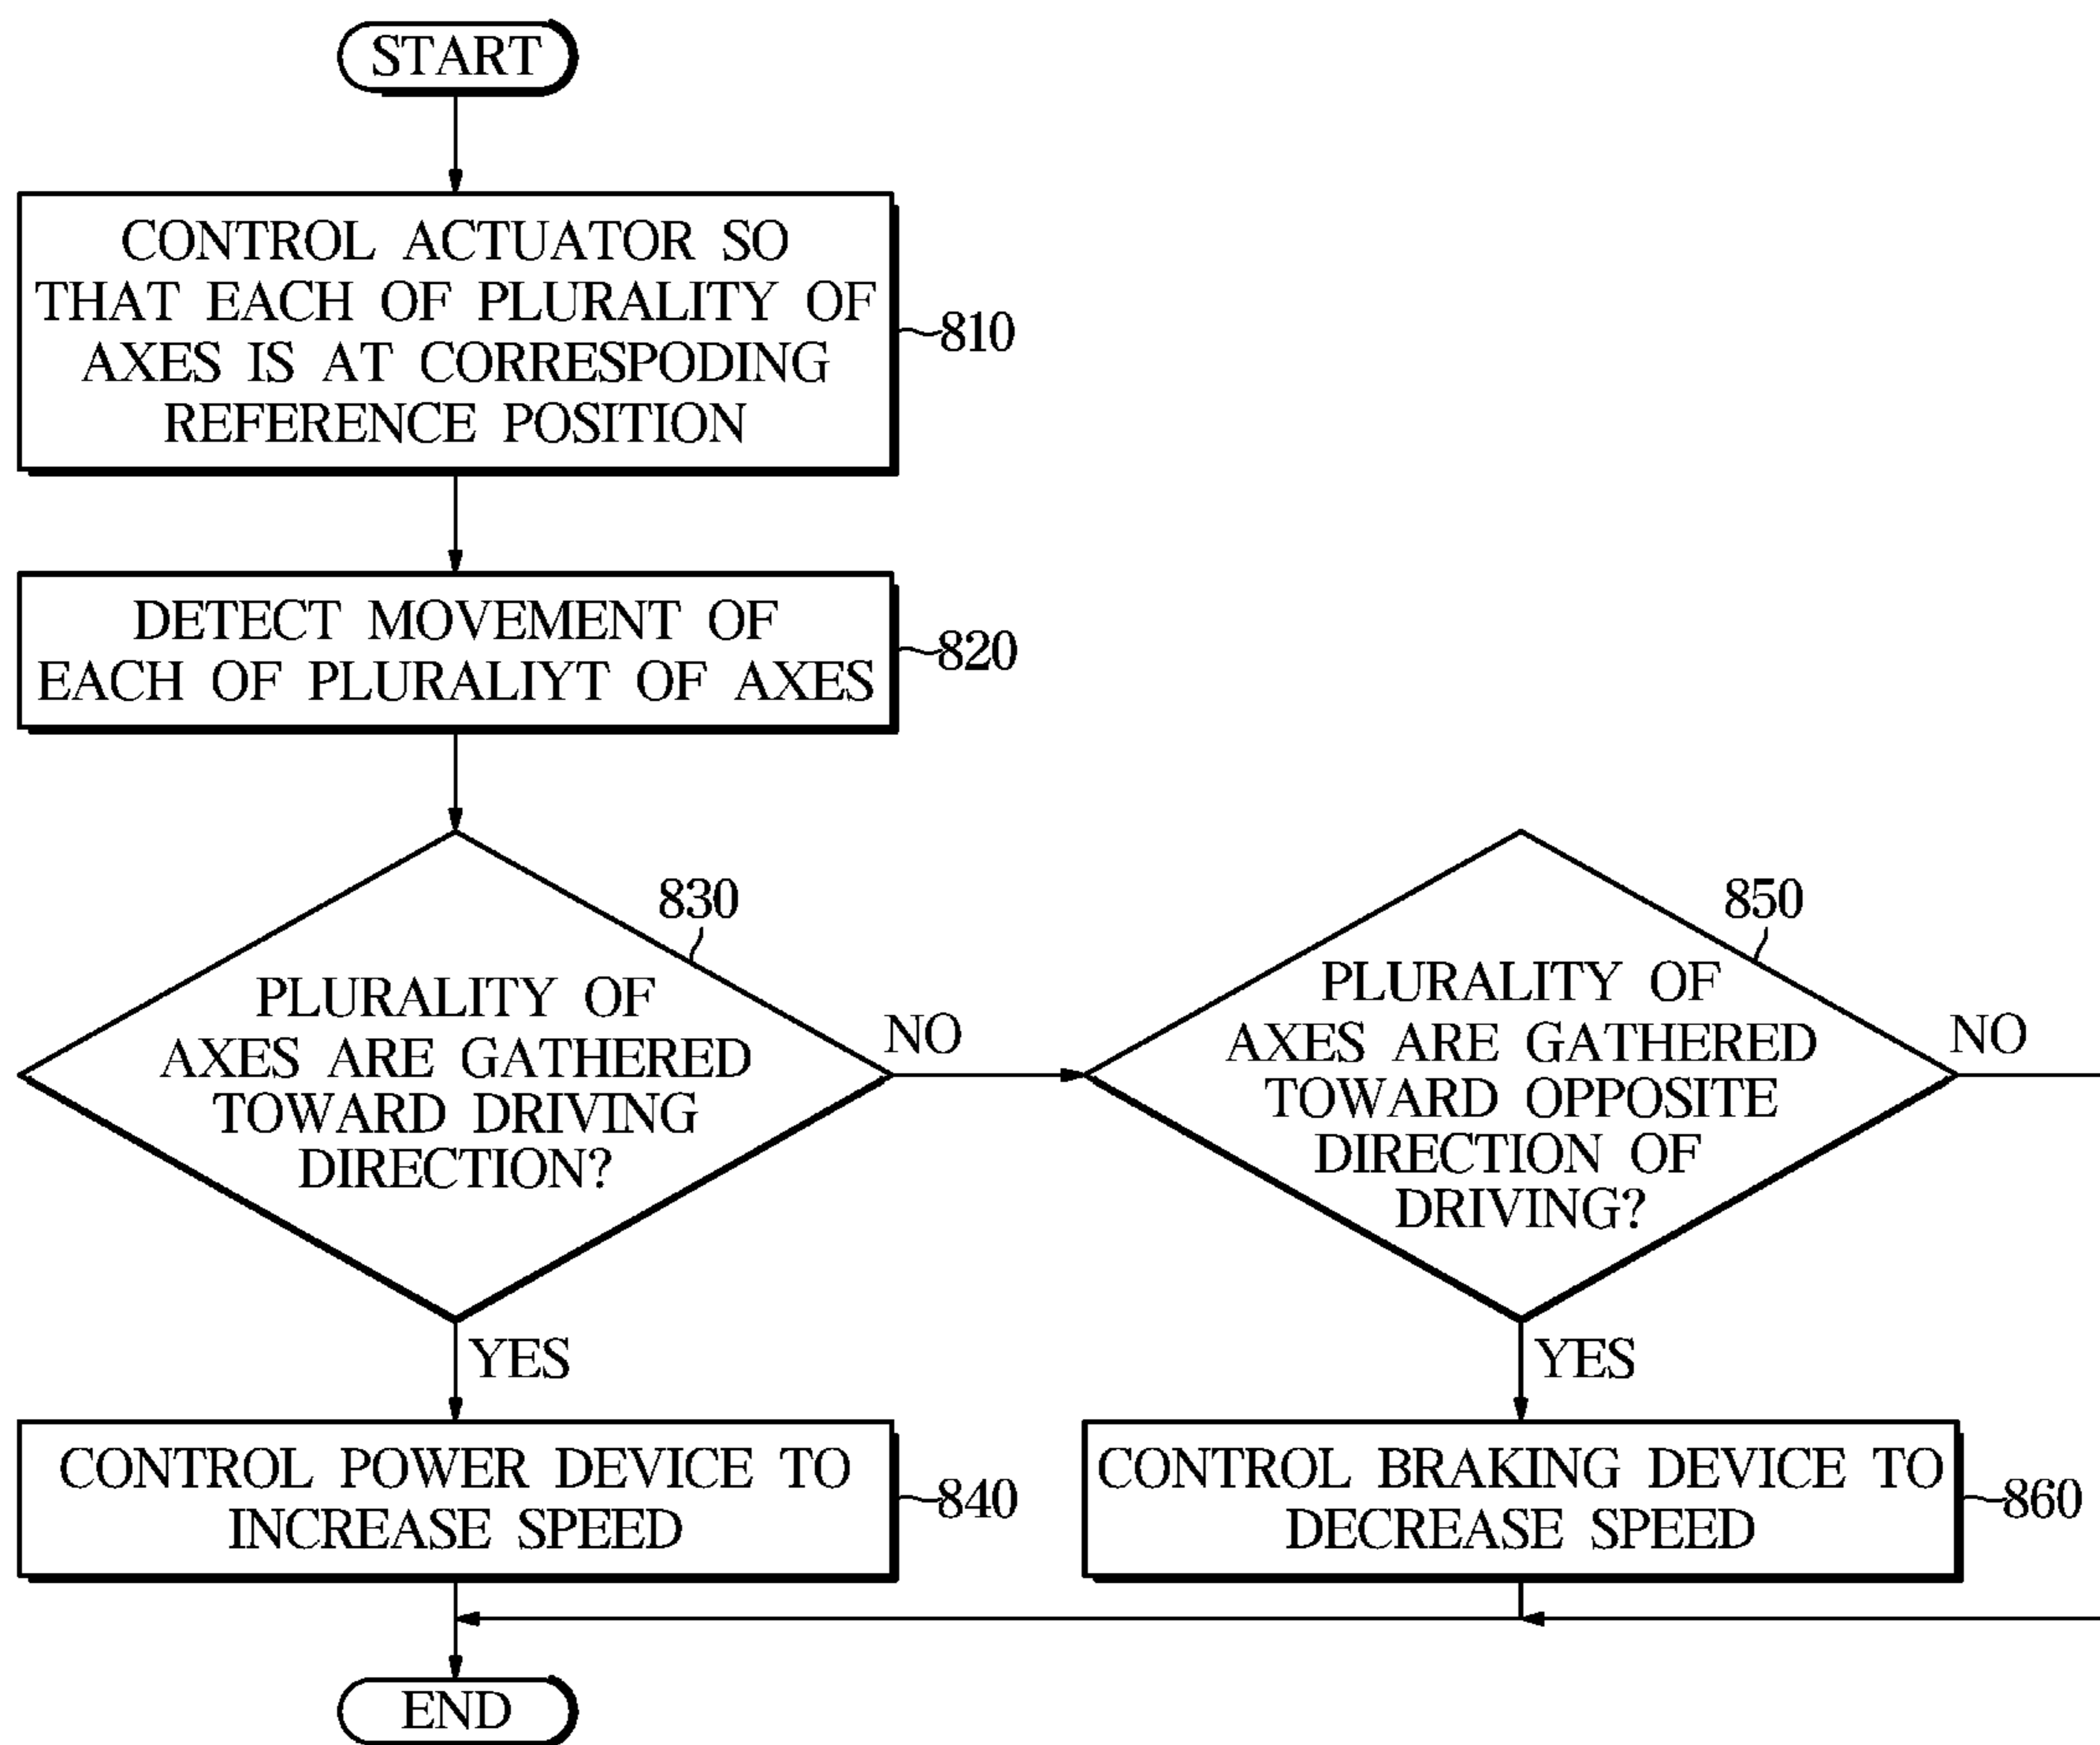 START
CONTROL ACTUATOR SO
THAT EACH OF PLURALITY OF
AXES IS AT CORRESPODING
REFERENCE POSITION
810
DETECT MOVEMENT OF
EACH OF PLURALIYT OF AXES
820
830
PLURALITY OF
AXES ARE GATHERED
TOWARD DRIVING
DIRECTION?
NO
850
PLURALITY OF
AXES ARE GATHERED
TOWARD OPPOSITE
DIRECTION OF
DRIVING?
NO
YES
YES
CONTROL POWER DEVICE TO
INCREASE SPEED
840
CONTROL BRAKING DEVICE TO
DECREASE SPEED
860
END